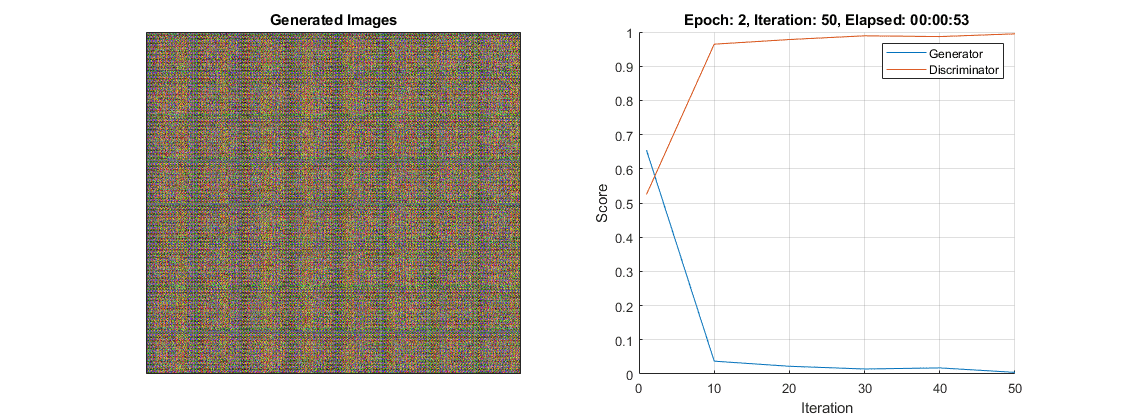 Generated Images
Epoch: 2, Iteration: 50, Elapsed: 00:00:53
Generator
Discriminator
Score
1
0.9
0.8
0.7
0.6
0.5
0.4
0.3
0.2
0.1
0
0 10 20 30 40 50
Iteration